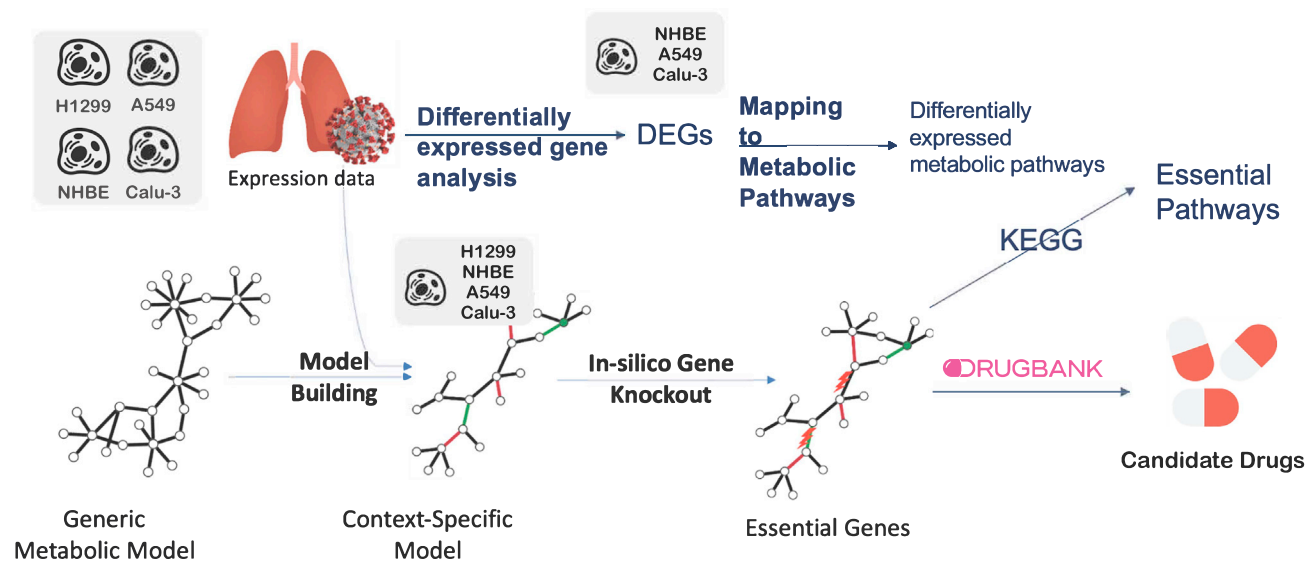 H1299 A549
NHBE Calu-3
Expression data
Differentially
expressed gene
analysis
NHBE
A549
Calu-3
DEGs
Mapping
to
Metabolic
Pathways
Differentially
expressed
metabolic pathways
Essential
Pathways
KEGG
H1299
NHBE
A549
Calu-3
Model
Building
In-silico Gene
Knockout
DRUGBANK
Candidate Drugs
Generic
Metabolic Model
Context-Specific
Model
Essential Genes